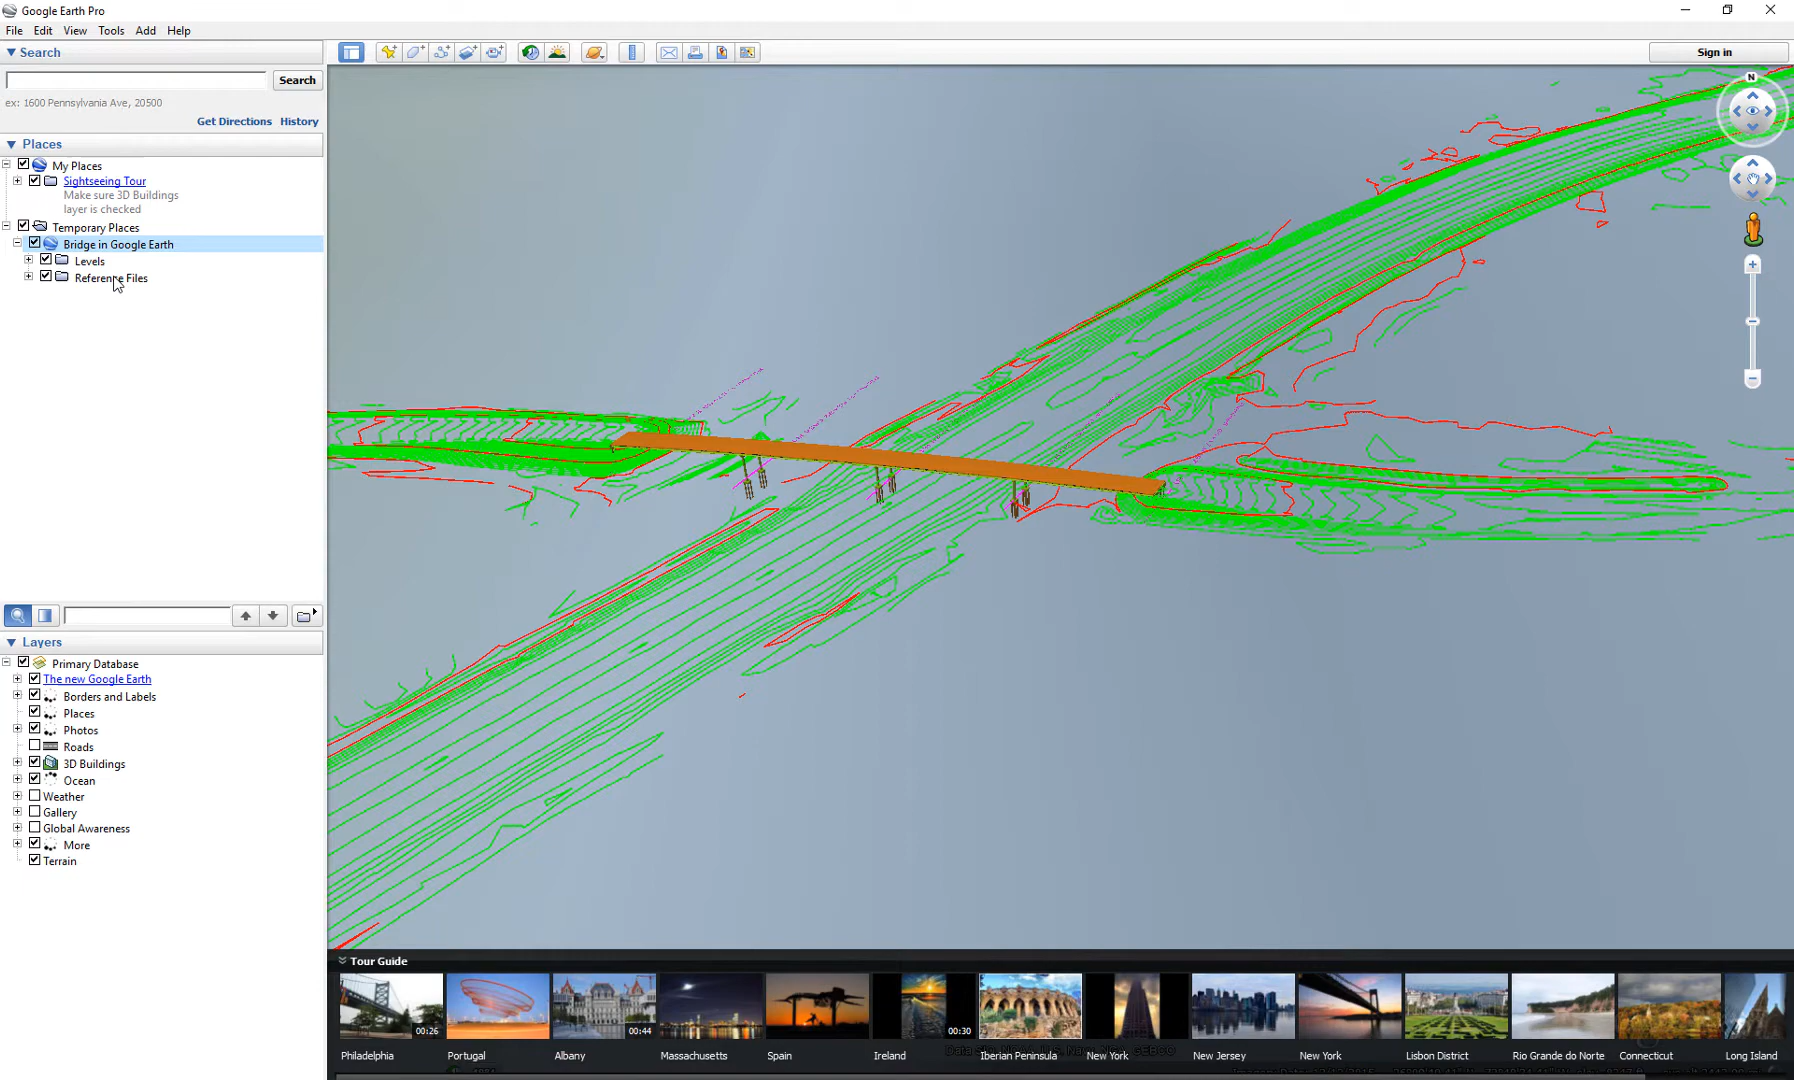 Google Earth Pro
File Edit View Tools Add Help
Search
Sign in
Search
ex: 1600 Pennsylvania Ave, 20500
Get Directions History
Places
My Places
Sightseeing Tour
Make sure 3D Buildings
layer is checked
Temporary Places
Bridge in Google Earth
Levels
Reference Files
N
Layers
Primary Database
The new Google Earth
Borders and Labels
Places
Photos
Roads
3D Buildings
Ocean
Weather
Gallery
Global Awareness
More
Terrain
Tour Guide
00:26
00:44
00:30
Philadelphia Portugal Albany Massachusetts Spain Ireland Iberian Peninsula New York New Jersey New York Lisbon District Rio Grande do Norte Connecticut Long Island